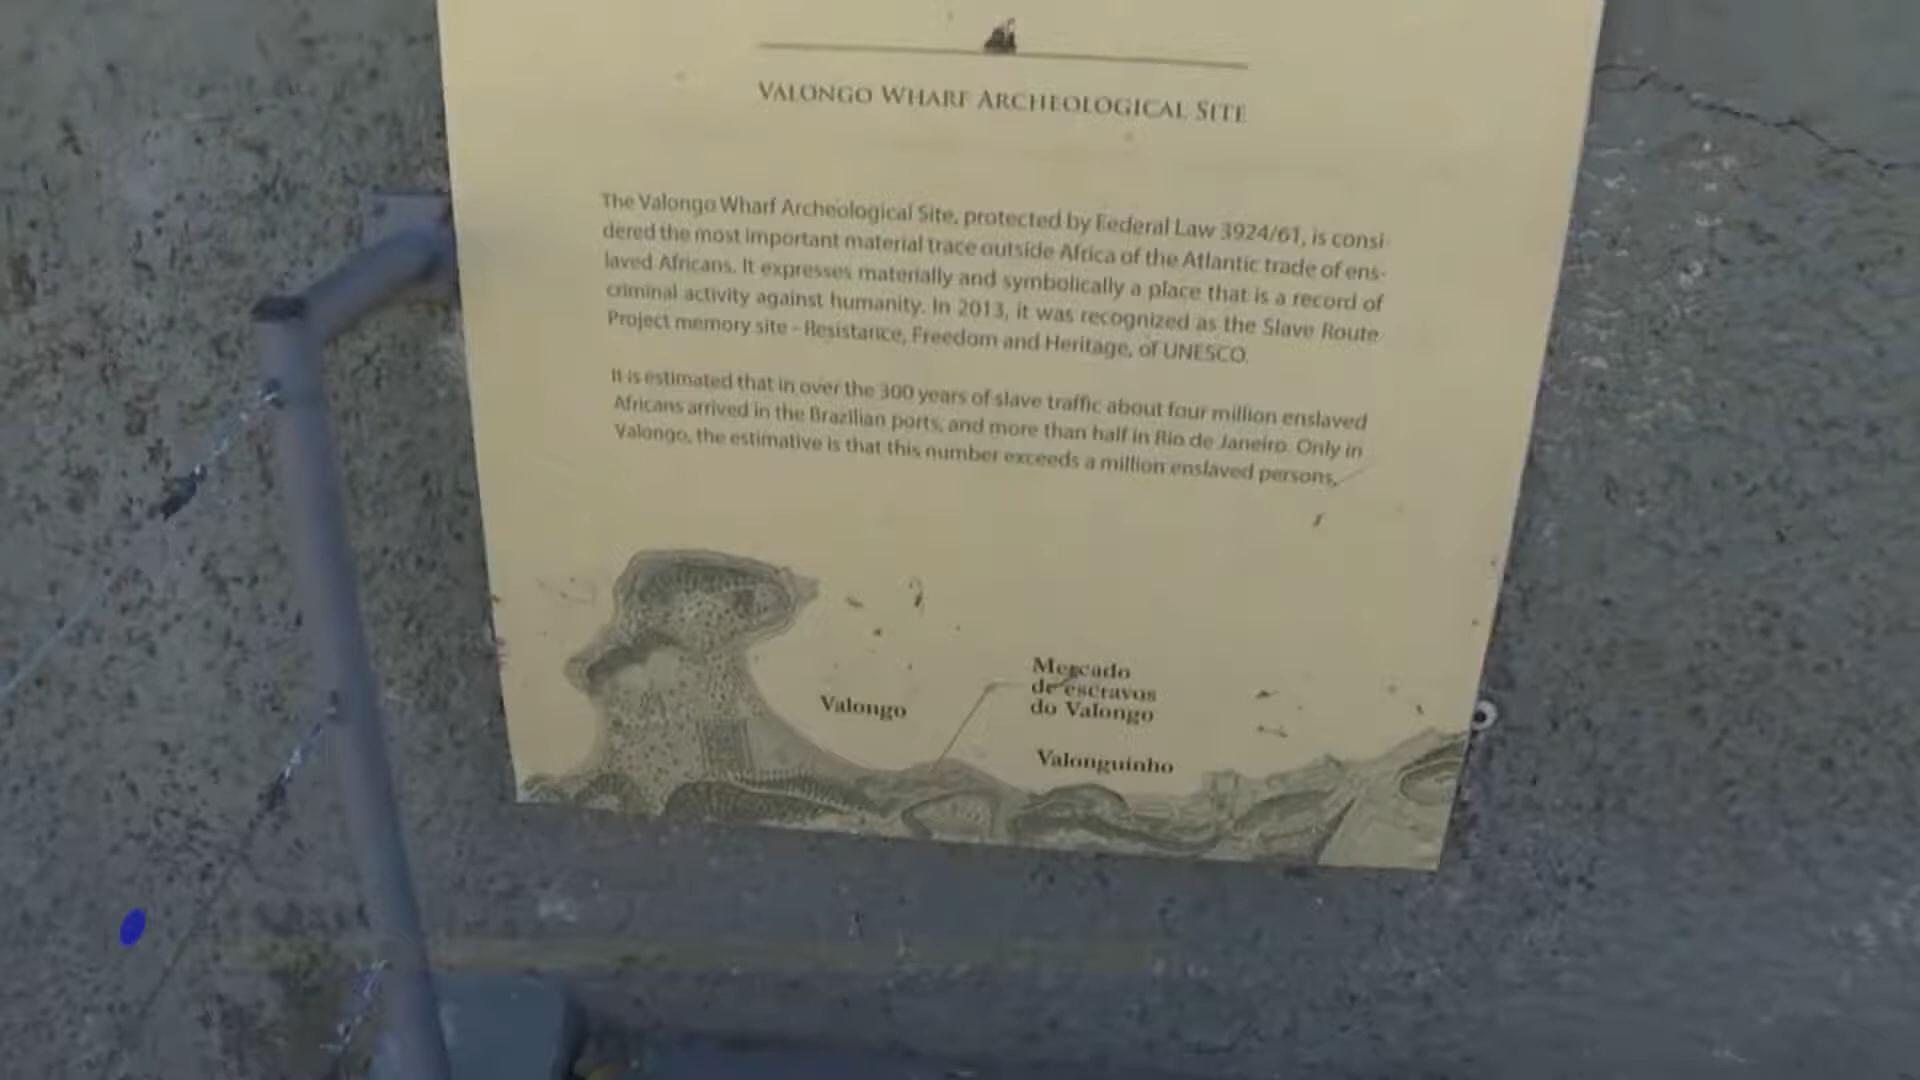 VALONGO WHARF ARCHEOLOGICAL SITE
The Valongo Wharf Archeological Site, protected by Federal Law 3924/61, is consi-
dered the most important material trace outside Africa of the Atlantic trade of ens-
laved Africans. It expresses materially and symbolically a place that is a record of
criminal activity against humanity. In 2013, it was recognized as the Slave Route
Project memory site – Resistance, Freedom and Heritage, of UNESCO.
It is estimated that in over the 300 years of slave traffic about four million enslaved
Africans arrived in the Brazilian ports, and more than half in Rio de Janeiro. Only in
Valongo, the estimative is that this number exceeds a million enslaved persons.
Mercado
de escravos
do Valongo
Valongo
Valonguinho